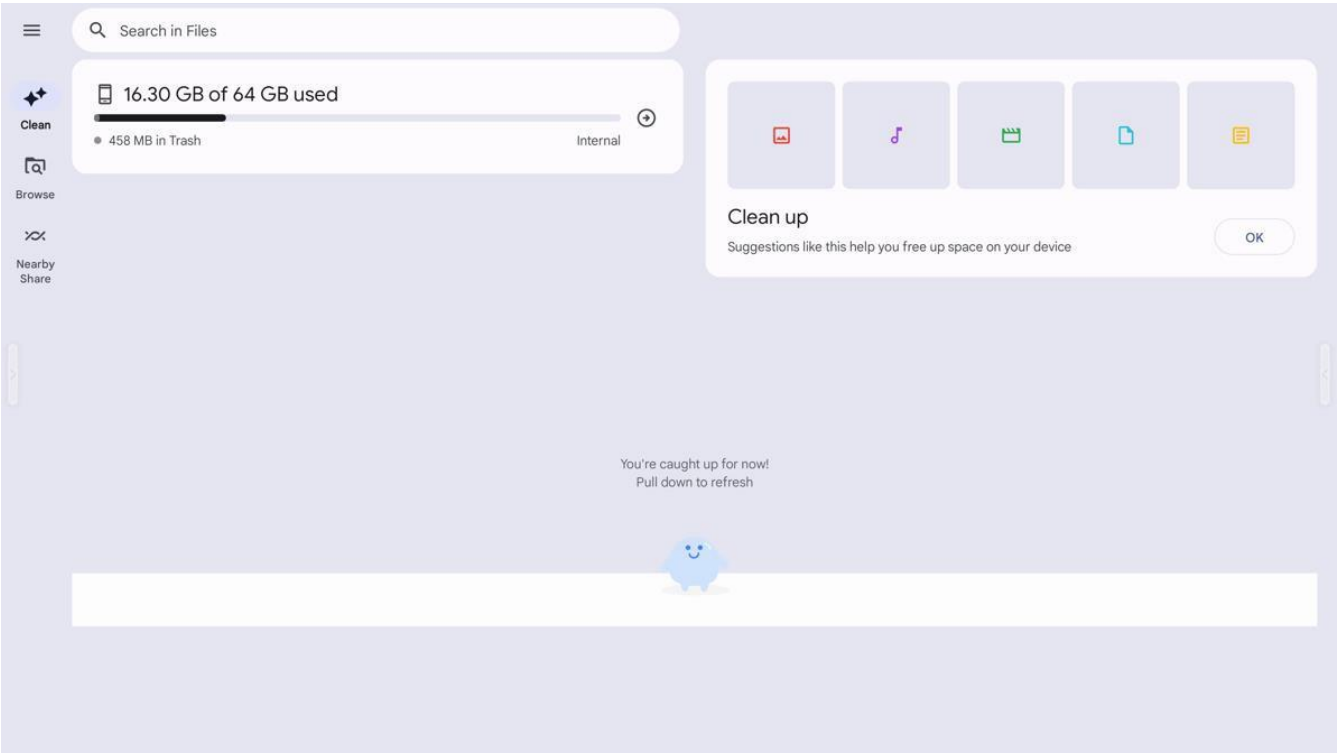 Search in Files
Clean
Browse
Nearby
Share
16.30 GB of 64 GB used
458 MB in Trash
Internal
Clean up
Suggestions like this help you free up space on your device
OK
You're caught up for now!
Pull down to refresh